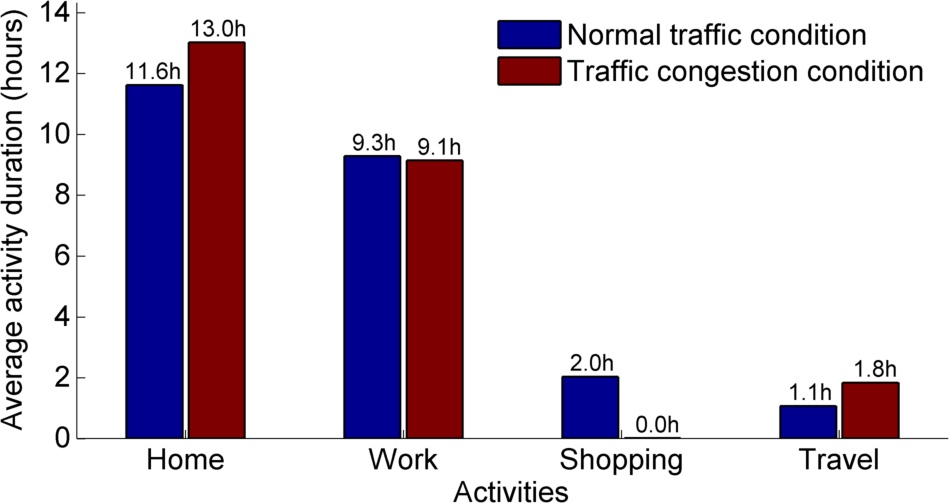 Average activity duration (hours)
14
12
10
8
6
4
2
0
Normal traffic condition
Traffic congestion condition
11.6h
13.0h
9.3h
9.1h
2.0h
0.0h
1.1h
1.8h
Home
Work
Shopping
Travel
Activities